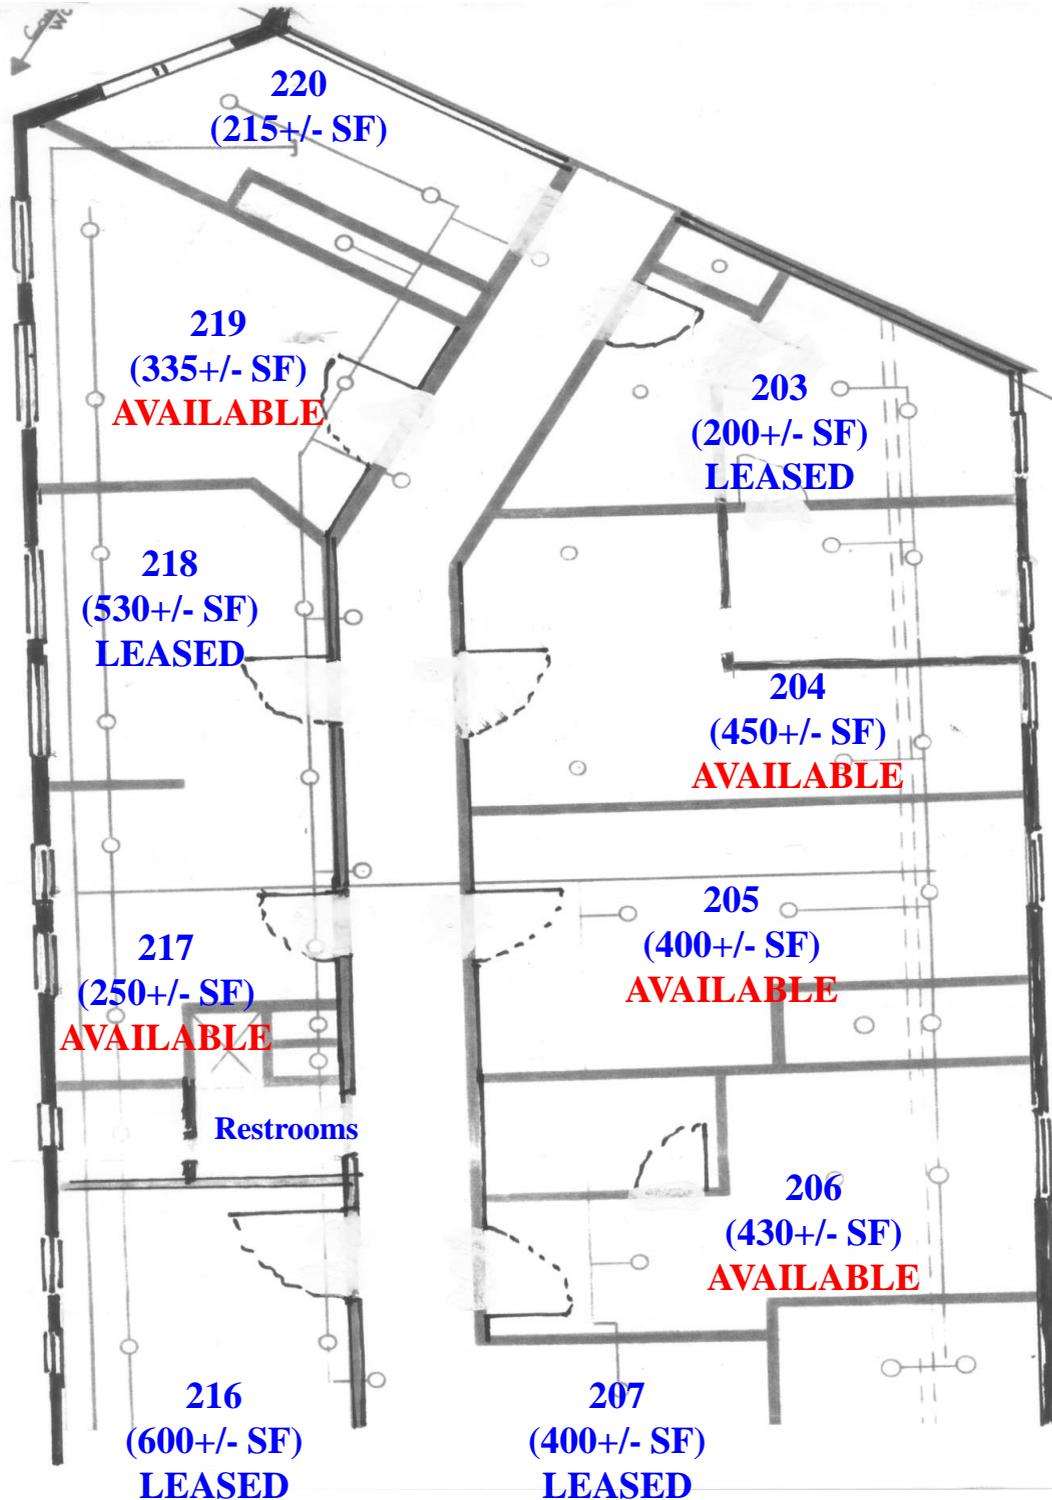 220
(215+/- SF)
219
(335+/- SF)
AVAILABLE
203
(200+/- SF)
LEASED
218
(530+/- SF)
LEASED
204
(450+/- SF)
AVAILABLE
205
(400+/- SF)
AVAILABLE
217
(250+/- SF)
AVAILABLE
Restrooms
206
(430+/- SF)
AVAILABLE
216
(600+/- SF)
LEASED
207
(400+/- SF)
LEASED